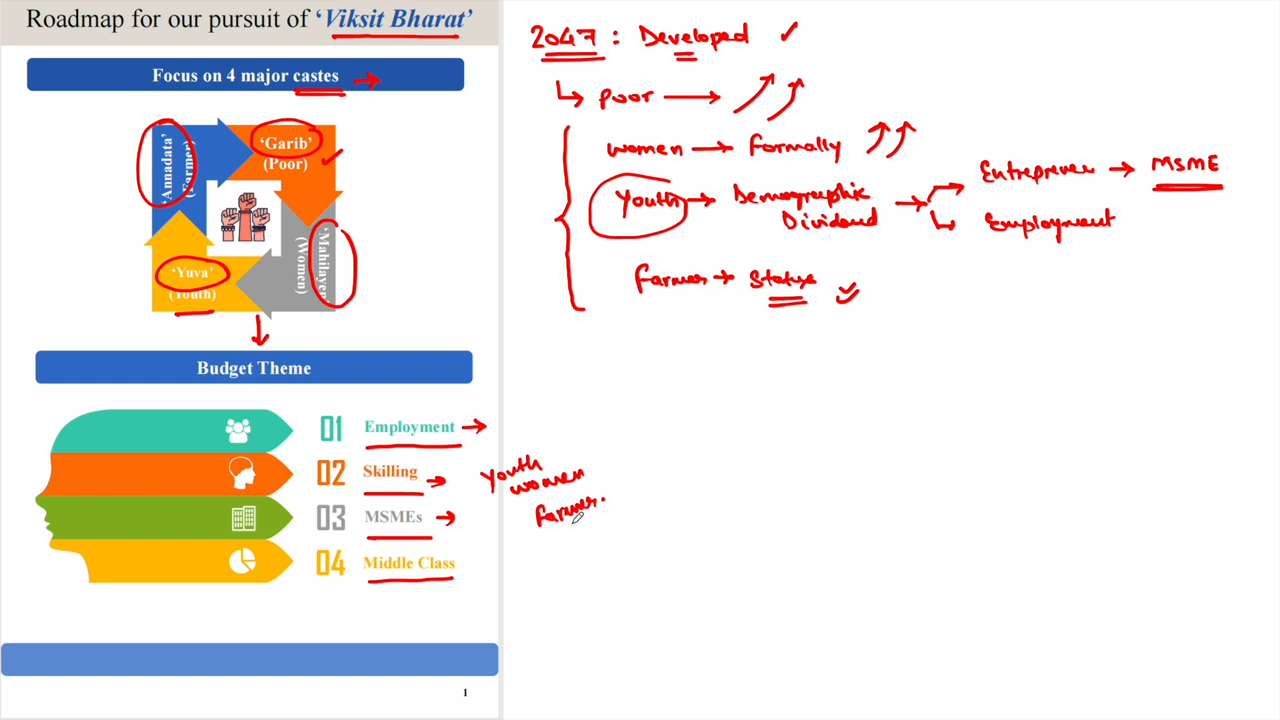 Roadmap for our pursuit of ‘Viksit Bharat’
Focus on 4 major castes
‘Annadata’
(Farmer)
‘Garib’
(Poor)
‘Mahilayen’
(Women)
‘Yuva’
(Youth)
Budget Theme
01 Employment
02 Skilling
03 MSMEs
04 Middle Class
1
2047 : Developed ✓
↳ Poor →
women → formally
Youth → Demographic Dividend →
Entreprener → MSME
↳ Employment
farmer → Status
Youth
women
farmer.